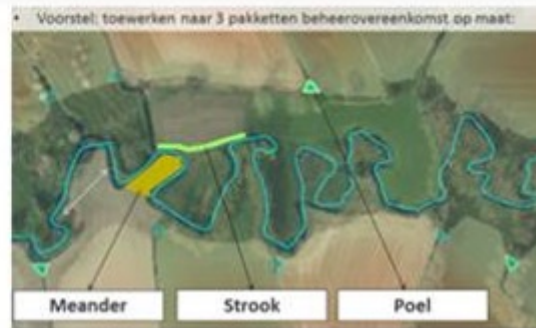 • Voorstel: toewerken naar 3 pakketten beheerovereenkomst op maat:
Meander
Strook
Poel